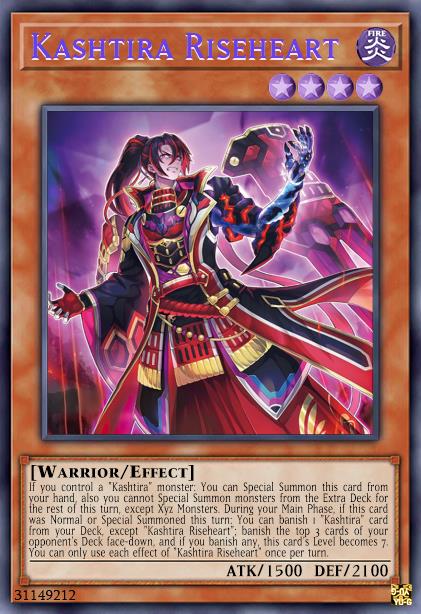 Kashtira Riseheart
FIRE
炎
[Warrior/Effect]
If you control a "Kashtira" monster: You can Special Summon this card from
your hand, also you cannot Special Summon monsters from the Extra Deck for
the rest of this turn, except Xyz Monsters. During your Main Phase, if this card
was Normal or Special Summoned this turn: You can banish 1 "Kashtira" card
from your Deck, except "Kashtira Riseheart"; banish the top 3 cards of your
opponent's Deck face-down, and if you banish any, this card's Level becomes 7.
You can only use each effect of "Kashtira Riseheart" once per turn.
ATK/1500 DEF/2100
31149212